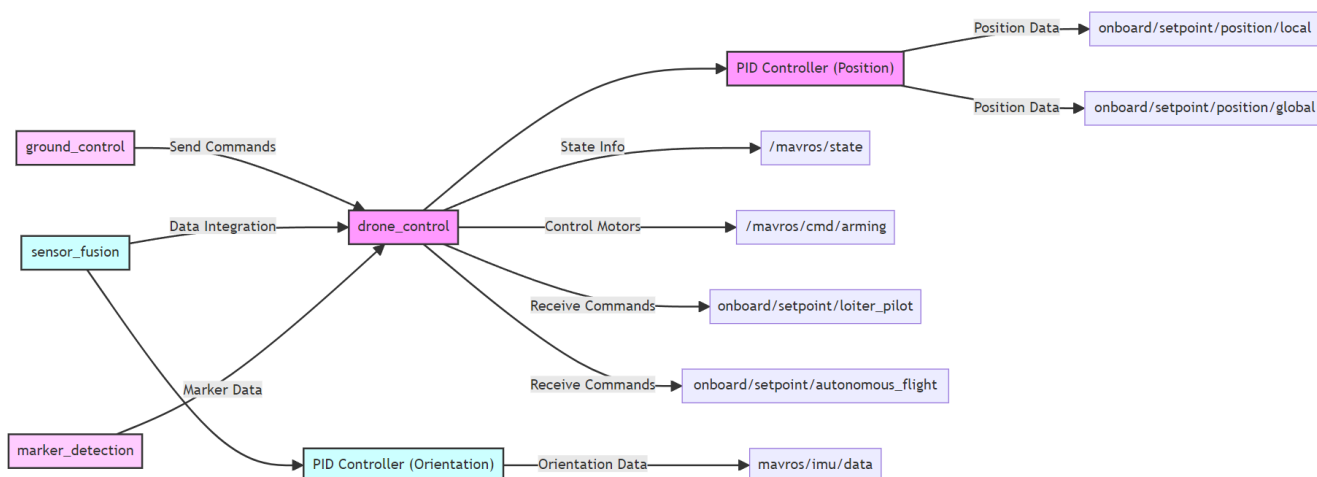 Position Data
onboard/setpoint/position/local
PID Controller (Position)
Position Data
onboard/setpoint/position/global
ground_control
Send Commands
State Info
/mavros/state
Data Integration
drone_control
Control Motors
/mavros/cmd/arming
sensor_fusion
Receive Commands
onboard/setpoint/loiter_pilot
Marker Data
Receive Commands
onboard/setpoint/autonomous_flight
marker_detection
PID Controller (Orientation)
Orientation Data
mavros/imu/data